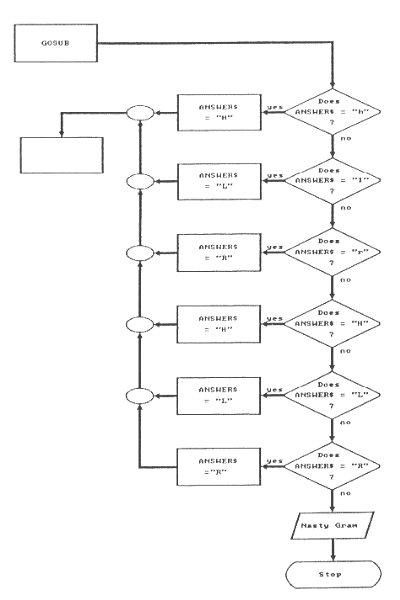 GOSUB
Does
ANSWER$ = "h"
?
yes
ANSWER$
= "H"
no
Does
ANSWER$ = "l"
?
yes
ANSWER$
= "L"
no
Does
ANSWER$ = "r"
?
yes
ANSWER$
= "R"
no
Does
ANSWER$ = "H"
?
yes
ANSWER$
= "H"
no
Does
ANSWER$ = "L"
?
yes
ANSWER$
= "L"
no
Does
ANSWER$ = "R"
?
yes
ANSWER$
="R"
no
Nasty Gram
Stop